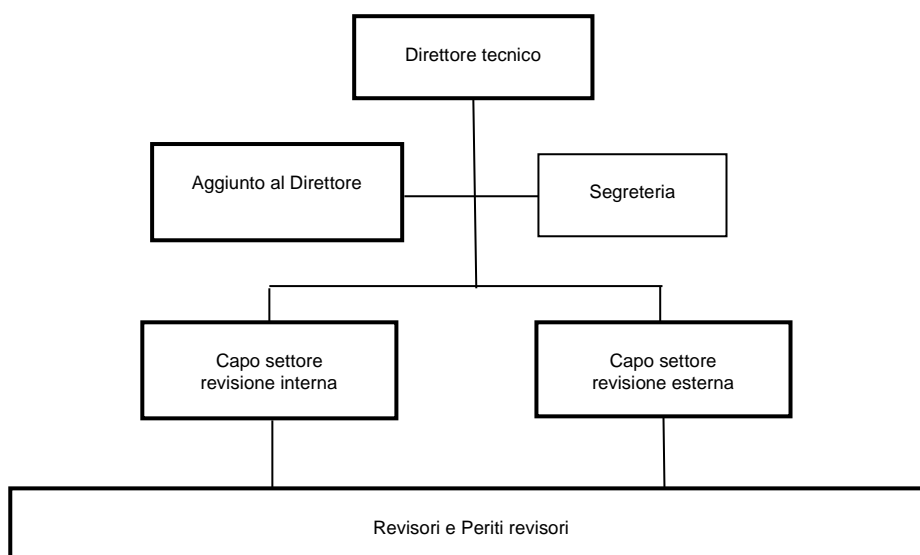 Direttore tecnico
Aggiunto al Direttore
Segreteria
Capo settore
revisione interna
Capo settore
revisione esterna
Revisori e Periti revisori